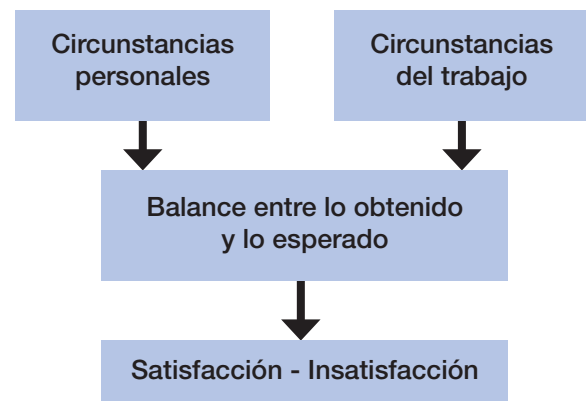 Circunstancias
personales
Circunstancias
del trabajo
Balance entre lo obtenido
y lo esperado
Satisfacción - Insatisfacción